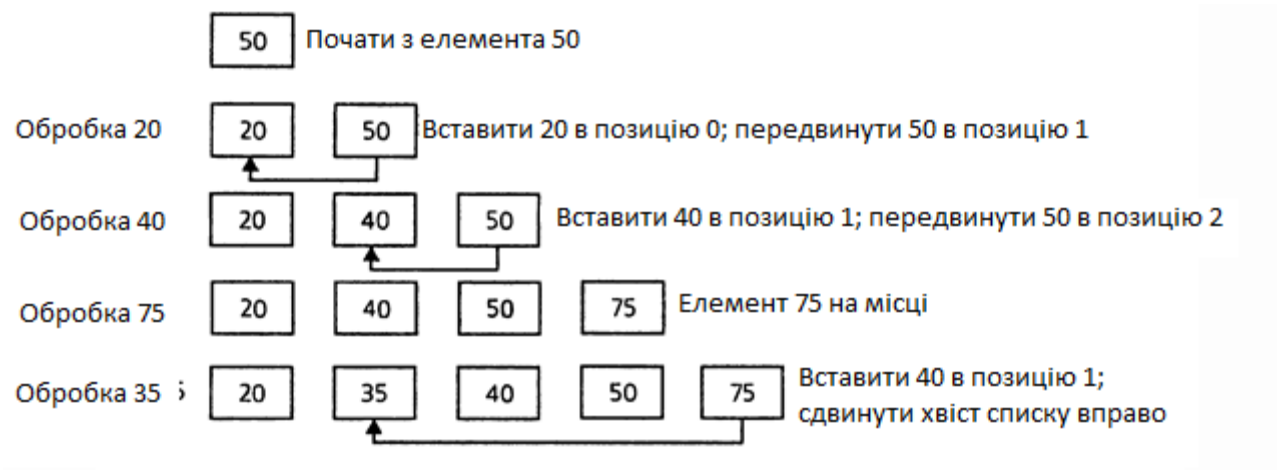 50 Почати з елемента 50
Обробка 20 20 50 Вставити 20 в позицію 0; передвинути 50 в позицію 1
Обробка 40 20 40 50 Вставити 40 в позицію 1; передвинути 50 в позицію 2
Обробка 75 20 40 50 75 Елемент 75 на місці
Обробка 35 20 35 40 50 75 Вставити 40 в позицію 1;
сдвинути хвіст списку вправо